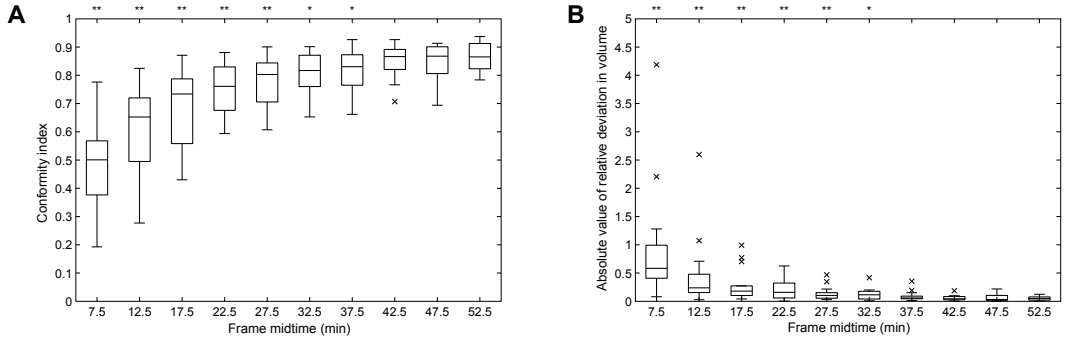 A
** ** ** ** ** * *
1
0.9
0.8
0.7
0.6
0.5
0.4
0.3
0.2
0.1
0
Conformity index
7.5 12.5 17.5 22.5 27.5 32.5 37.5 42.5 47.5 52.5
Frame midtime (min)
B
** ** ** ** ** *
5
4.5
4
3.5
3
2.5
2
1.5
1
0.5
0
Absolute value of relative deviation in volume
7.5 12.5 17.5 22.5 27.5 32.5 37.5 42.5 47.5 52.5
Frame midtime (min)